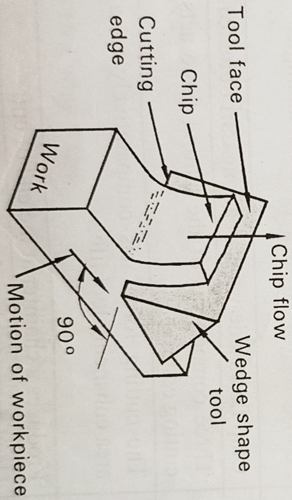 Tool face
Chip
Cutting
edge
Chip flow
Work
Wedge shape
tool
90°
Motion of workpiece